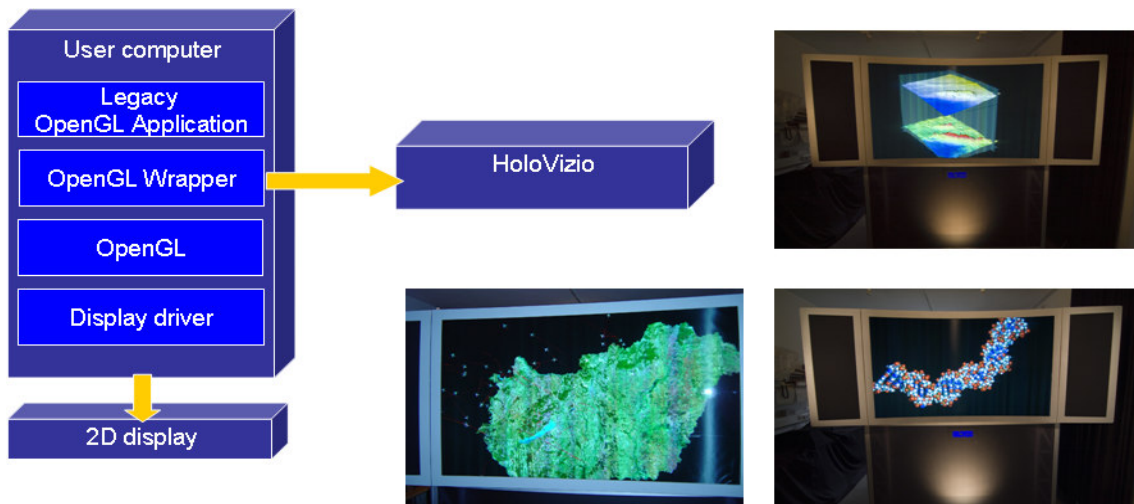 User computer
Legacy
OpenGL Application
OpenGL Wrapper
HoloVizio
OpenGL
Display driver
2D display